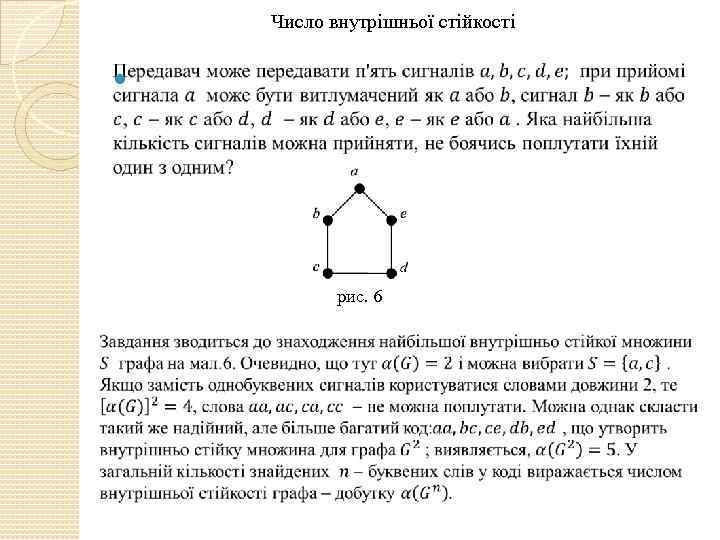 Число внутрішньої стійкості
Передавач може передавати п'ять сигналів a, b, c, d, e; при прийомі
сигнала a може бути витлумачений як a або b, сигнал b – як b або
c, c – як c або d, d – як d або e, e – як e або a . Яка найбільша
кількість сигналів можна прийняти, не боячись поплутати їхній
один з одним?
a
b e
c d
рис. 6
Завдання зводиться до знаходження найбільшої внутрішньо стійкої множини
S графа на мал.6. Очевидно, що тут α(G) = 2 і можна вибрати S = {a, c} .
Якщо замість однобуквених сигналів користуватися словами довжини 2, те
[α(G)]² = 4, слова aa, ac, ca, cc – не можна поплутати. Можна однак скласти
такий же надійний, але більше багатий код:aa, bc, ce, db, ed , що утворить
внутрішньо стійку множина для графа G² ; виявляється, α(G²) = 5. У
загальній кількості знайдених n – буквених слів у коді виражається числом
внутрішньої стійкості графа – добутку α(Gⁿ).